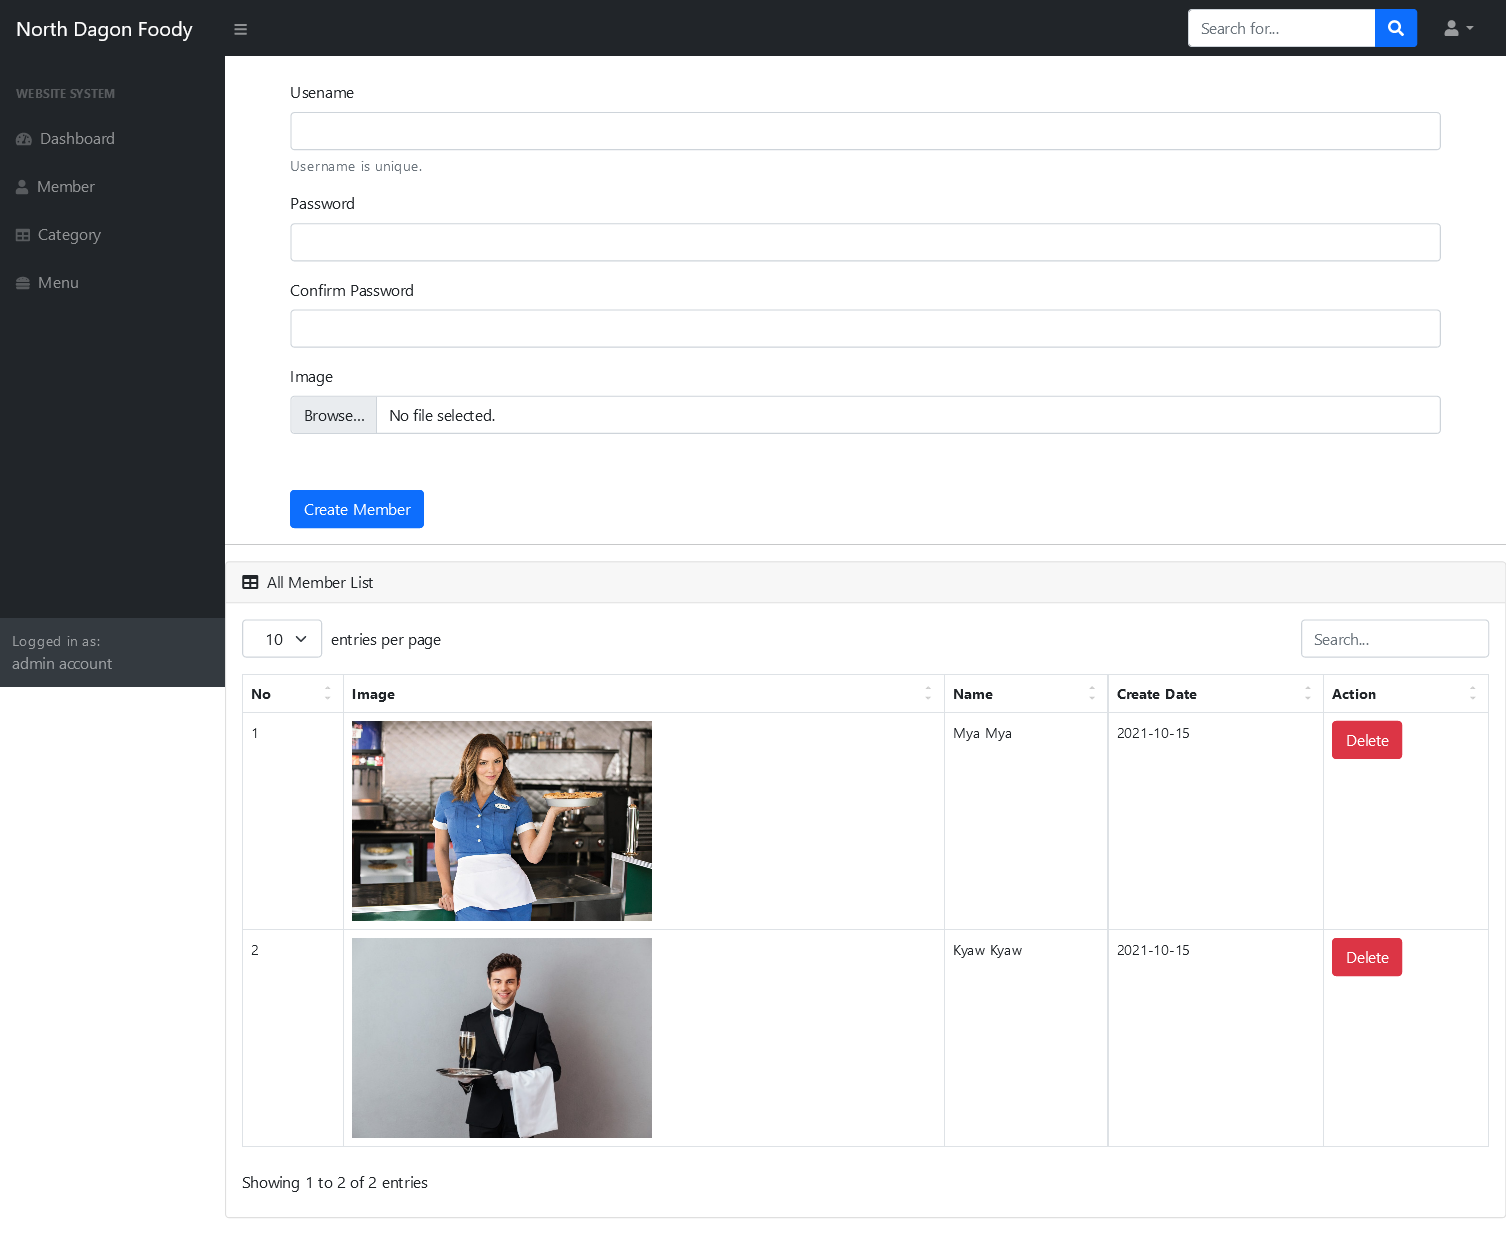 North Dagon Foody
Search for...
WEBSITE SYSTEM
Dashboard
Member
Category
Menu
Logged in as:
admin account
Usename
Username is unique.
Password
Confirm Password
Image
Browse... No file selected.
Create Member
All Member List
10 entries per page
Search...
No Image Name Create Date Action
1 Mya Mya 2021-10-15 Delete
2 Kyaw Kyaw 2021-10-15 Delete
Showing 1 to 2 of 2 entries